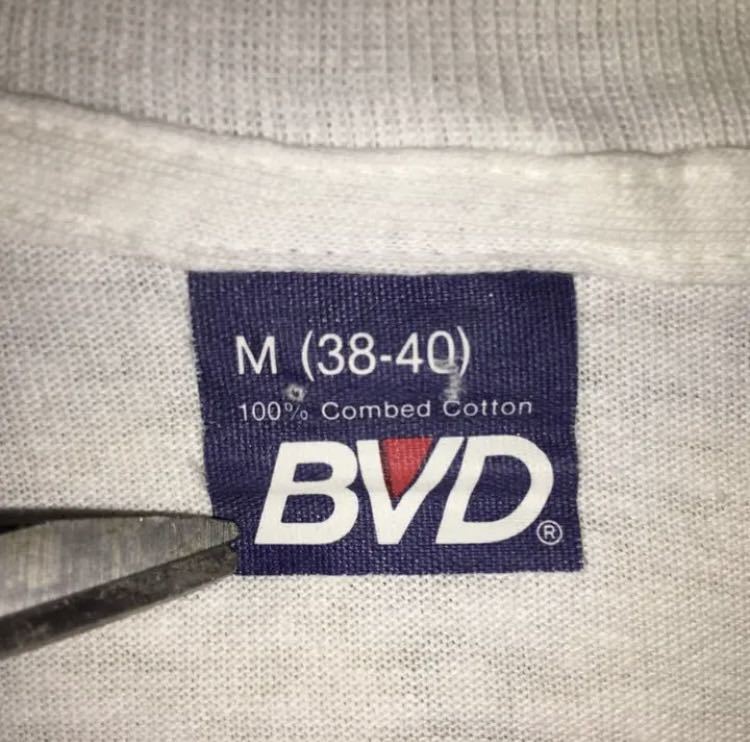 M (38-40)
100% Combed Cotton
BVD®